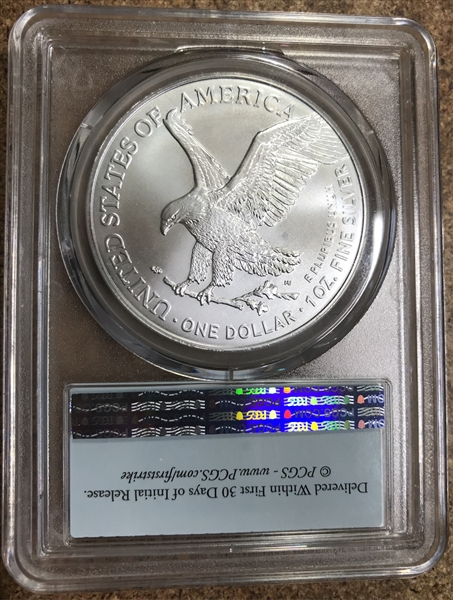 UNITED STATES OF AMERICA
E PLURIBUS UNUM
1 OZ. FINE SILVER
· ONE DOLLAR ·
Delivered Within First 30 Days of Initial Release.
© PCGS - www.PCGS.com/firststrike